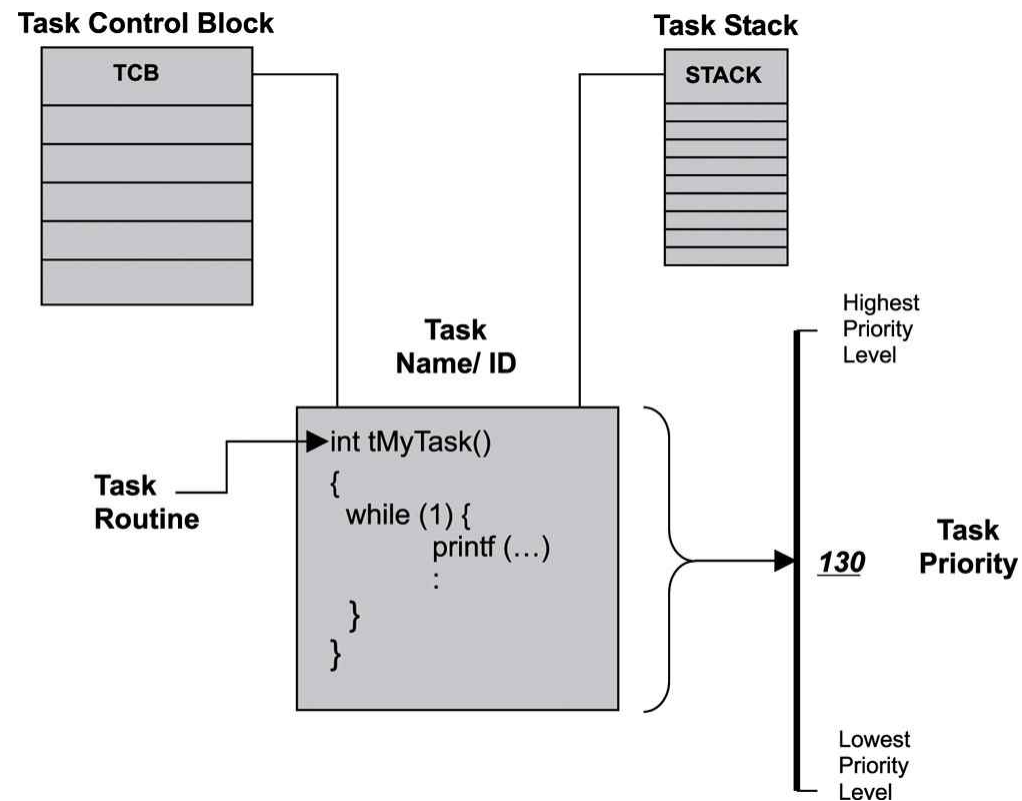 Task Control Block
TCB
Task Stack
STACK
Highest
Priority
Level
Task
Name/ ID
Task
Routine
int tMyTask()
{
while (1) {
printf (...)
:
}
}
130
Task
Priority
Lowest
Priority
Level